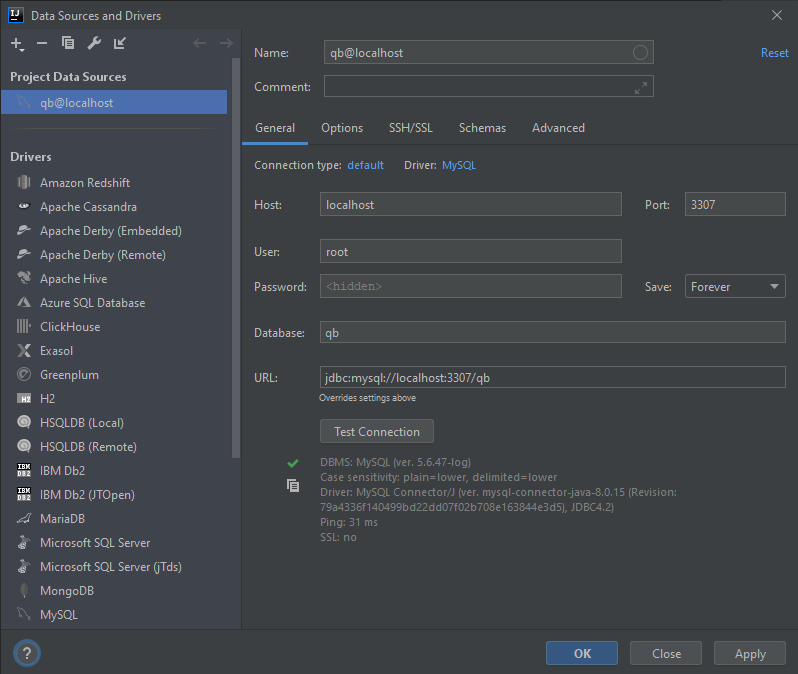 Data Sources and Drivers
Project Data Sources
qb@localhost
Drivers
Amazon Redshift
Apache Cassandra
Apache Derby (Embedded)
Apache Derby (Remote)
Apache Hive
Azure SQL Database
ClickHouse
Exasol
Greenplum
H2
HSQLDB (Local)
HSQLDB (Remote)
IBM Db2
IBM Db2 (JTOpen)
MariaDB
Microsoft SQL Server
Microsoft SQL Server (jTds)
MongoDB
MySQL
Name: qb@localhost Reset
Comment:
General Options SSH/SSL Schemas Advanced
Connection type: default Driver: MySQL
Host: localhost Port: 3307
User: root
Password: <hidden> Save: Forever
Database: qb
URL: jdbc:mysql://localhost:3307/qb
Overrides settings above
Test Connection
DBMS: MySQL (ver. 5.6.47-log)
Case sensitivity: plain=lower, delimited=lower
Driver: MySQL Connector/J (ver. mysql-connector-java-8.0.15 (Revision:
79a4336f140499bd22dd07f02b708e163844e3d5), JDBC4.2)
Ping: 31 ms
SSL: no
? OK Close Apply